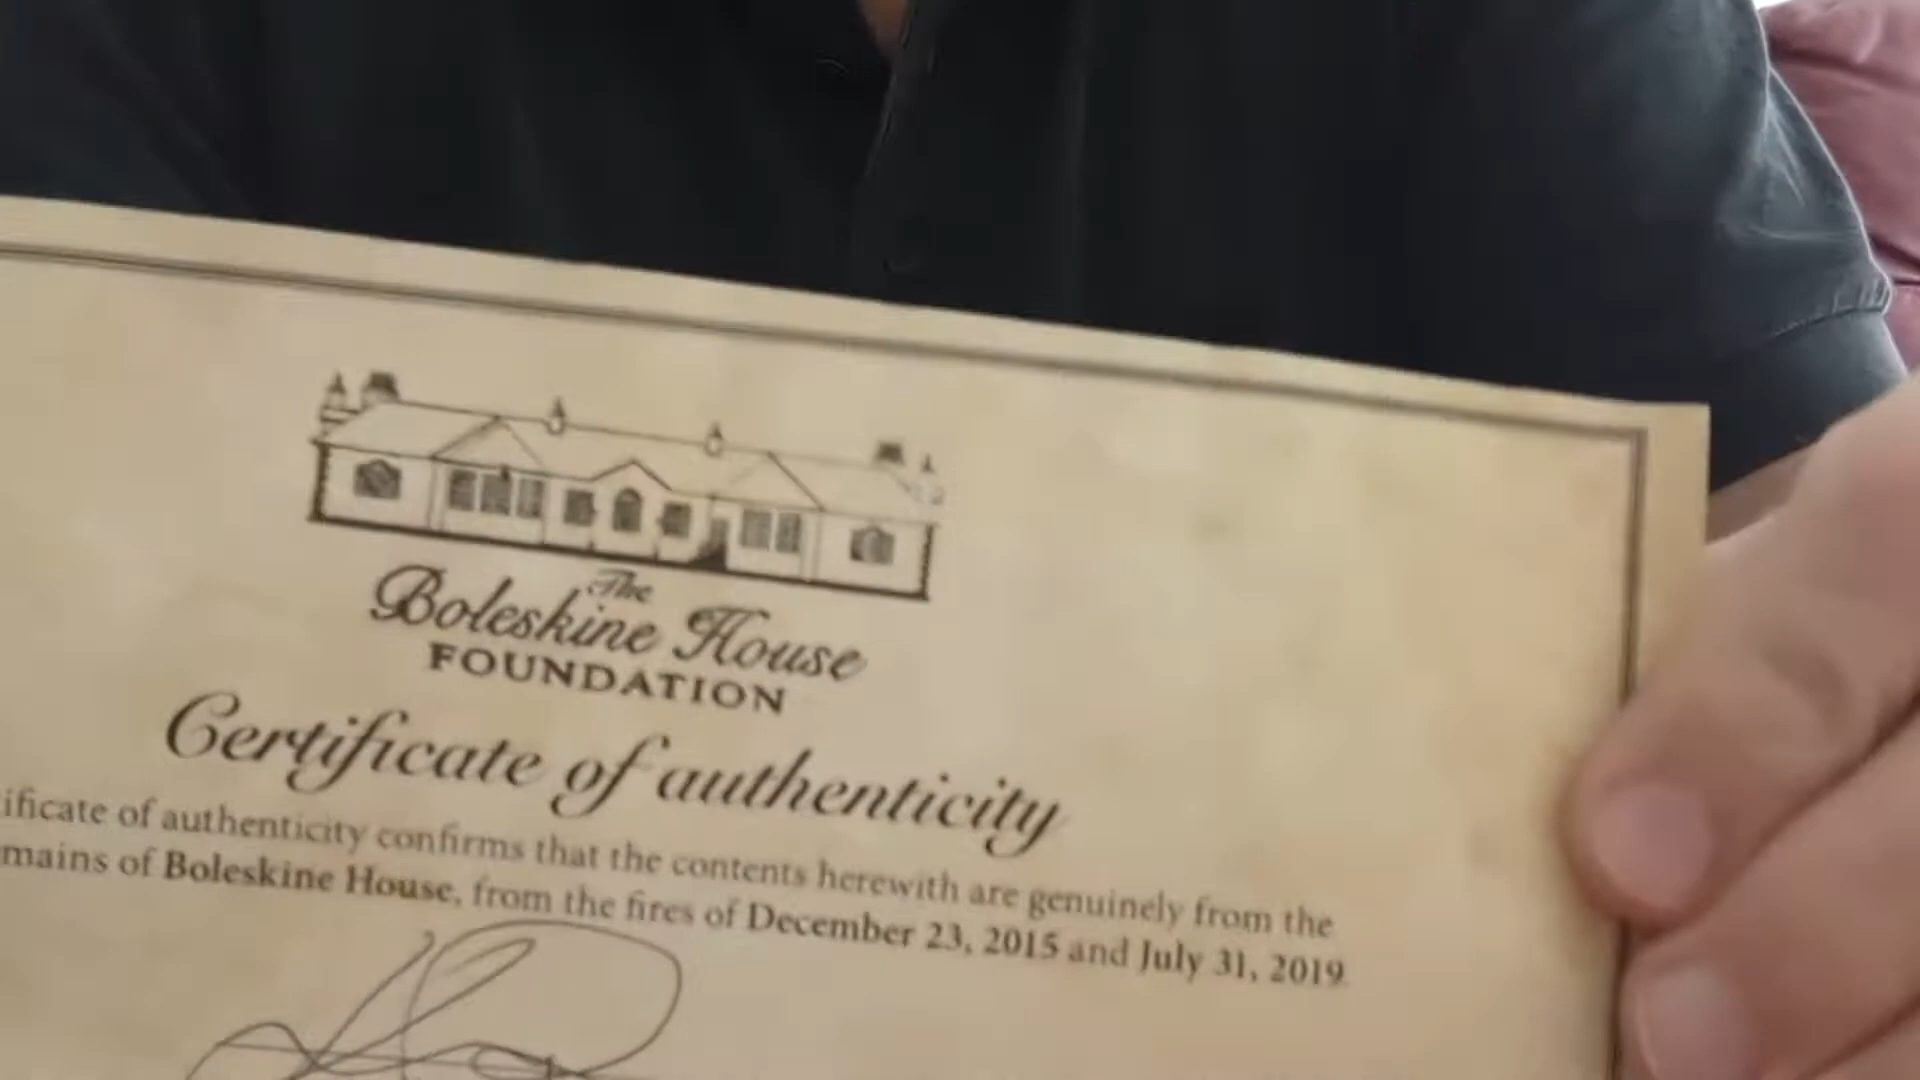 The
Boleskine House
FOUNDATION
Certificate of authenticity
ificate of authenticity confirms that the contents herewith are genuinely from the
mains of Boleskine House, from the fires of December 23, 2015 and July 31, 2019.